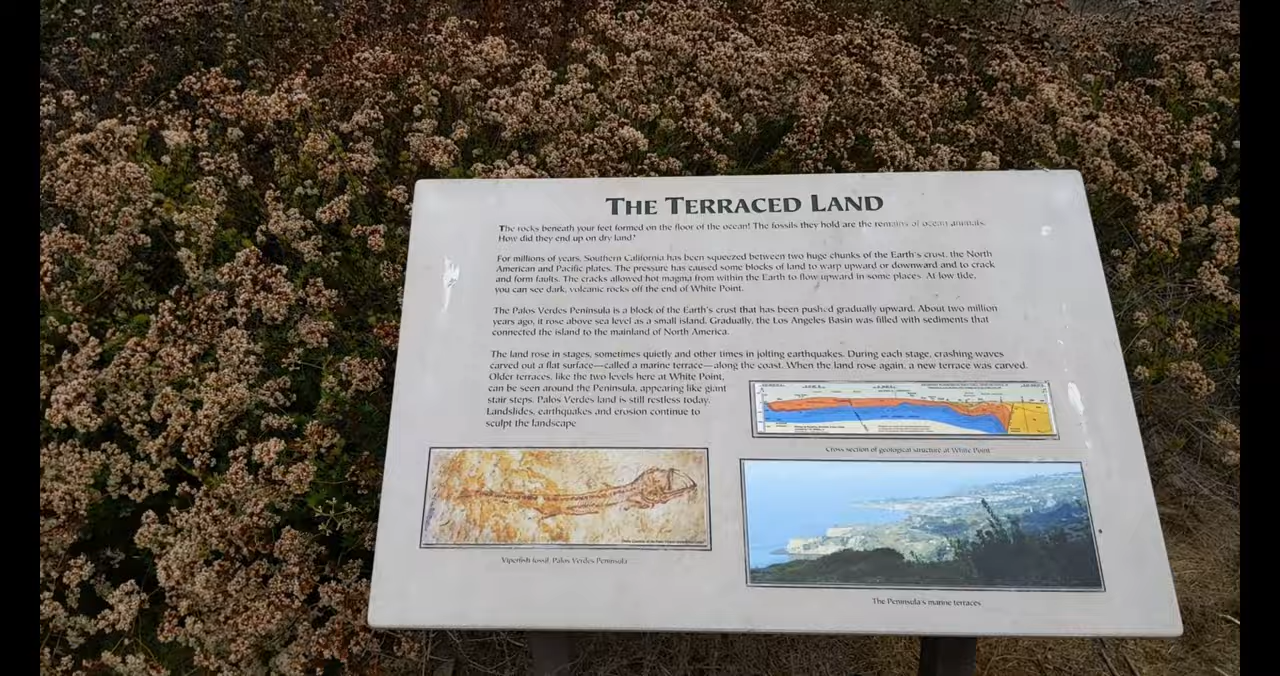 THE TERRACED LAND
The rocks beneath your feet formed on the floor of the ocean! The fossils they hold are the remains of ocean animals.
How did they end up on dry land?
For millions of years, Southern California has been squeezed between two huge chunks of the Earth's crust, the North
American and Pacific plates. The pressure has caused some blocks of land to warp upward or downward and to crack
and form faults. The cracks allowed hot magma from within the Earth to flow upward in some places. At low tide,
you can see dark, volcanic rocks off the end of White Point.
The Palos Verdes Peninsula is a block of the Earth's crust that has been pushed gradually upward. About two million
years ago, it rose above sea level as a small island. Gradually, the Los Angeles Basin was filled with sediments that
connected the island to the mainland of North America.
The land rose in stages, sometimes quietly and other times in jolting earthquakes. During each stage, crashing waves
carved out a flat surface—called a marine terrace—along the coast. When the land rose again, a new terrace was carved.
Older terraces, like the two levels here at White Point,
can be seen around the Peninsula, appearing like giant
stair steps. Palos Verdes land is still restless today.
Landslides, earthquakes and erosion continue to
sculpt the landscape
Cross section of geological structure at White Point
Viperfish fossil, Palos Verdes Peninsula
The Peninsula's marine terraces